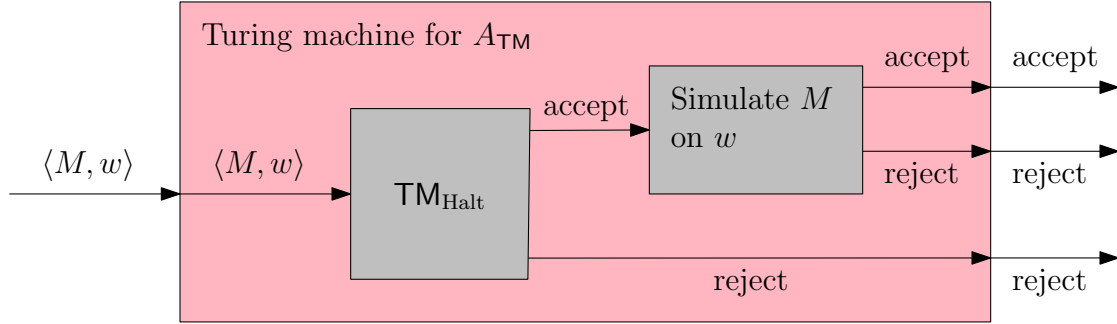 Turing machine for A_TM
accept
accept
accept
Simulate M
on w
⟨M, w⟩
⟨M, w⟩
TM_Halt
reject
reject
reject
reject